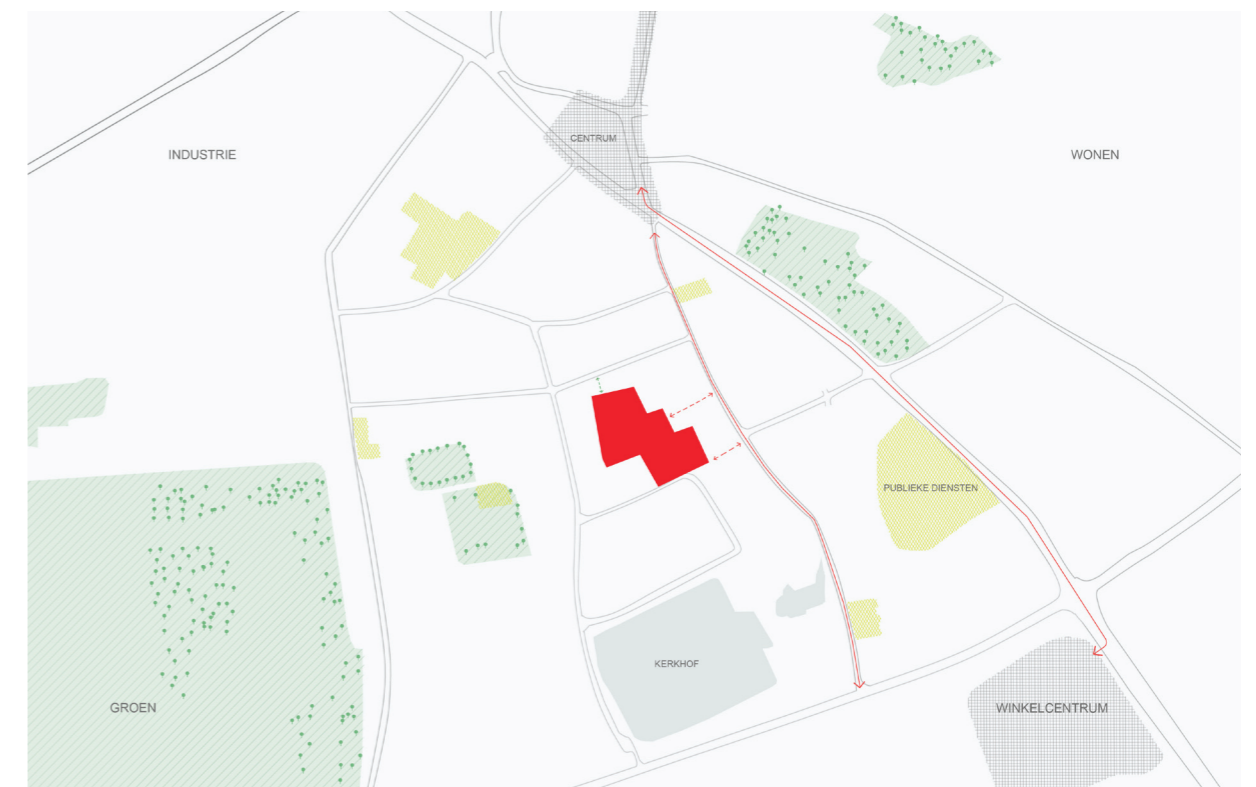 CENTRUM
INDUSTRIE
WONEN
PUBLIEKE DIENSTEN
KERKHOF
GROEN
WINKELCENTRUM